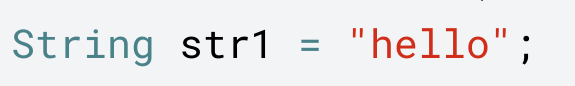 String str1 = "hello";